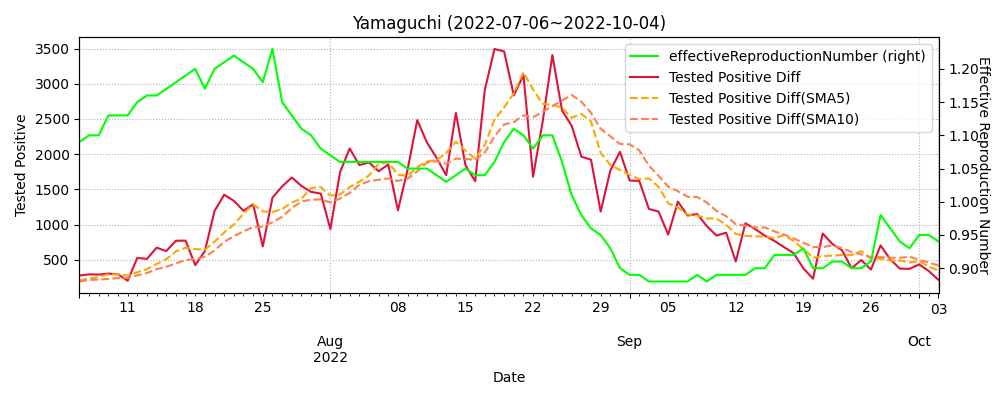 Yamaguchi (2022-07-06~2022-10-04)
effectiveReproductionNumber (right)
Tested Positive Diff
Tested Positive Diff(SMA5)
Tested Positive Diff(SMA10)
Tested Positive
3500
3000
2500
2000
1500
1000
500
1.20
1.15
1.10
1.05
1.00
0.95
0.90
Effective Reproduction Number
11 18 25 08 15 22 29 05 12 19 26 03
Aug Sep Oct
2022
Date